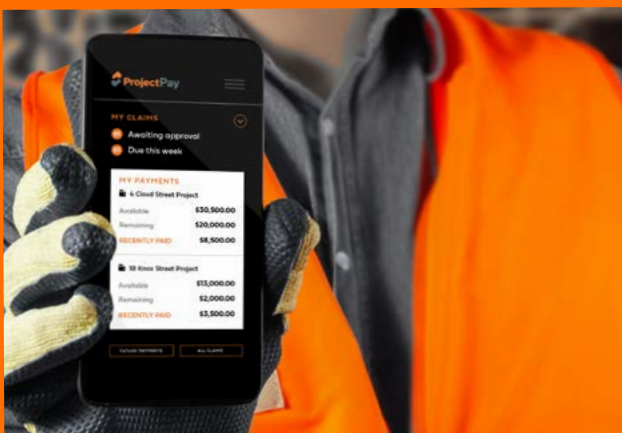 ProjectPay
MY CLAIMS
Awaiting approval
Due this week
MY PAYMENTS
4 Cloud Street Project
Available $30,500.00
Remaining $20,000.00
RECENTLY PAID $8,500.00
38 Knox Street Project
Available $13,000.00
Remaining $2,000.00
RECENTLY PAID $3,500.00
FUTURE PAYMENTS ALL CLAIMS